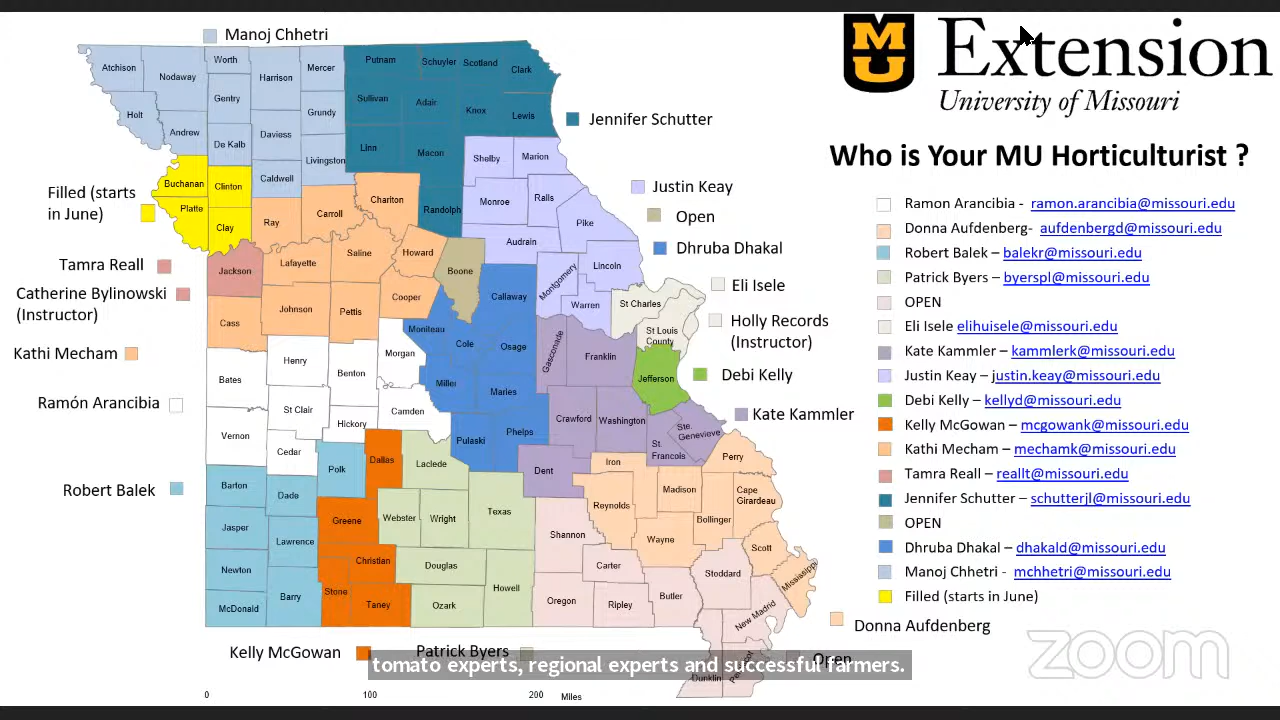 Manoj Chhetri
MU
Extension
University of Missouri
Who is Your MU Horticulturist ?
Atchison
Nodaway
Worth
Harrison
Mercer
Putnam
Schuyler
Scotland
Clark
Holt
Andrew
Gentry
De Kalb
Daviess
Grundy
Livingston
Caldwell
Sullivan
Adair
Knox
Lewis
Linn
Macon
Randolph
Jennifer Schutter
Shelby
Marion
Monroe
Ralls
Pike
Audrain
Montgomery
Lincoln
Warren
Justin Keay
Open
Dhruba Dhakal
Filled (starts
in June)
Buchanan
Clinton
Platte
Clay
Ray
Carroll
Chariton
Saline
Howard
Lafayette
Boone
Tamra Reall
Jackson
Catherine Bylinowski
(Instructor)
Cass
Johnson
Pettis
Cooper
Moniteau
Callaway
Cole
Osage
Miller
Maries
Pulaski
Phelps
Eli Isele
St Charles
Holly Records
(Instructor)
St Louis
County
Debi Kelly
Jefferson
Kate Kammler
Gasconade
Franklin
Crawford
Washington
St.
Francois
Ste.
Genevieve
Dent
Kathi Mecham
Ramón Arancibia
Bates
Henry
Benton
Morgan
Camden
St Clair
Hickory
Vernon
Cedar
Robert Balek
Barton
Polk
Dade
Jasper
Lawrence
Newton
Barry
McDonald
Dallas
Greene
Christian
Stone
Taney
Laclede
Webster
Wright
Texas
Douglas
Howell
Ozark
Iron
Madison
Perry
Cape
Girardeau
Reynolds
Bollinger
Wayne
Scott
Mississippi
Shannon
Carter
Stoddard
Oregon
Ripley
Butler
New Madrid
Dunklin
Donna Aufdenberg
Kelly McGowan
Patrick Byers
Open
Ramon Arancibia - ramon.arancibia@missouri.edu
Donna Aufdenberg- aufdenbergd@missouri.edu
Robert Balek – balekr@missouri.edu
Patrick Byers – byerspl@missouri.edu
OPEN
Eli Isele elihuisele@missouri.edu
Kate Kammler – kammlerk@missouri.edu
Justin Keay – justin.keay@missouri.edu
Debi Kelly – kellyd@missouri.edu
Kelly McGowan – mcgowank@missouri.edu
Kathi Mecham – mechamk@missouri.edu
Tamra Reall – reallt@missouri.edu
Jennifer Schutter – schutterjl@missouri.edu
OPEN
Dhruba Dhakal – dhakald@missouri.edu
Manoj Chhetri - mchhetri@missouri.edu
Filled (starts in June)
zoom
tomato experts, regional experts and successful farmers.
0 100 200 Miles